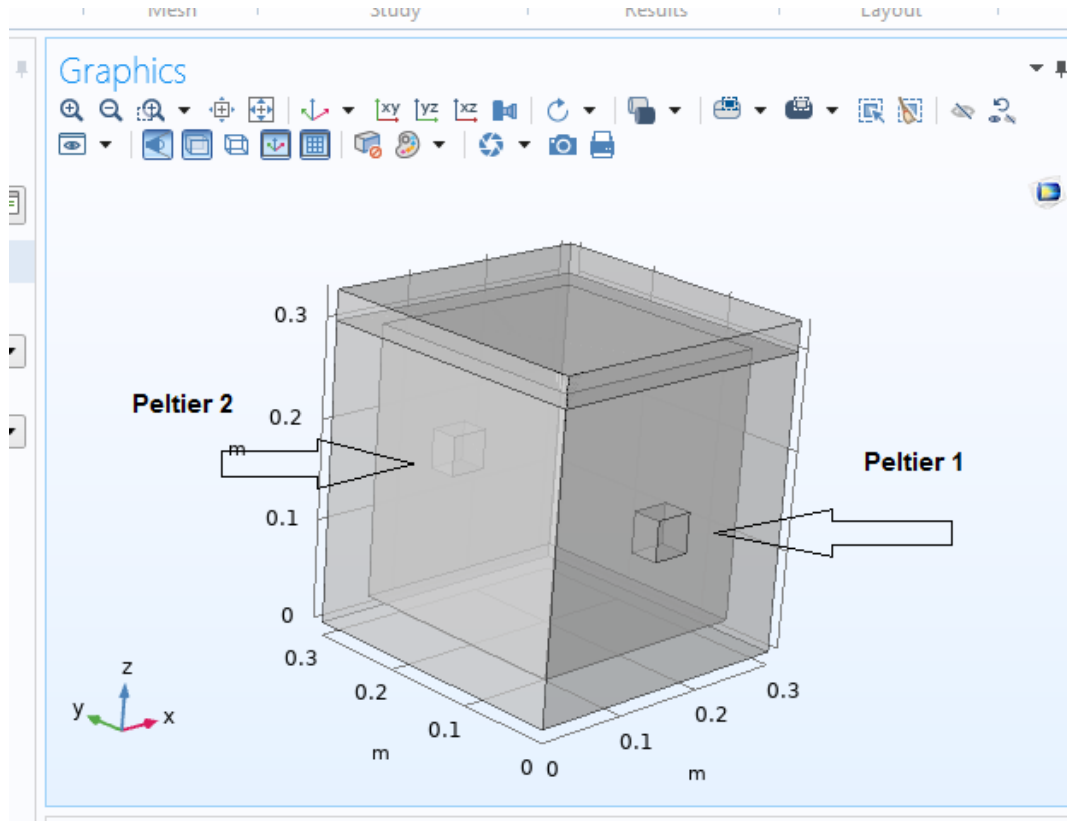 Mesh Study Results Layout
Graphics
xy yz xz
0.3
Peltier 2
0.2
m
Peltier 1
0.1
0
0.3
0.2
0.1
0 0
0.1
0.2
0.3
m
m
z
y x